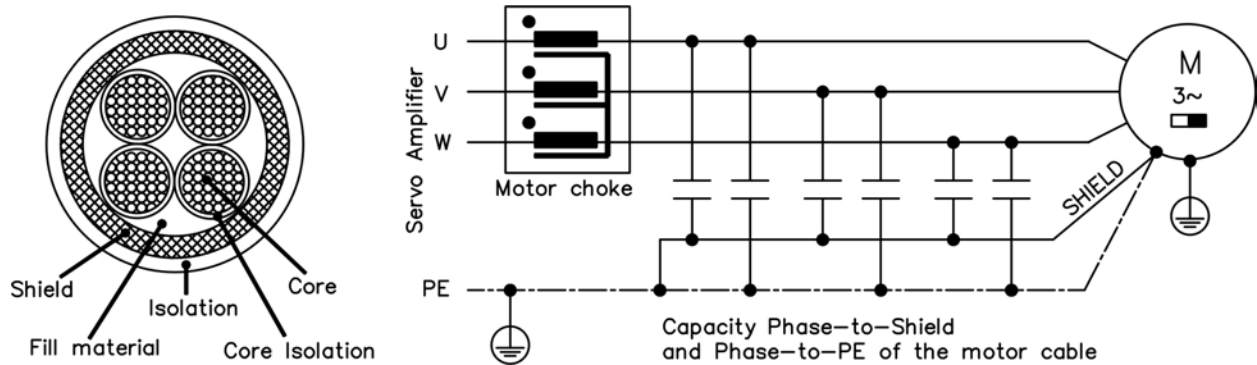 Shield
Isolation
Core
Fill material
Core Isolation
Servo Amplifier
U
V
W
Motor choke
M
3~
SHIELD
PE
Capacity Phase-to-Shield
and Phase-to-PE of the motor cable